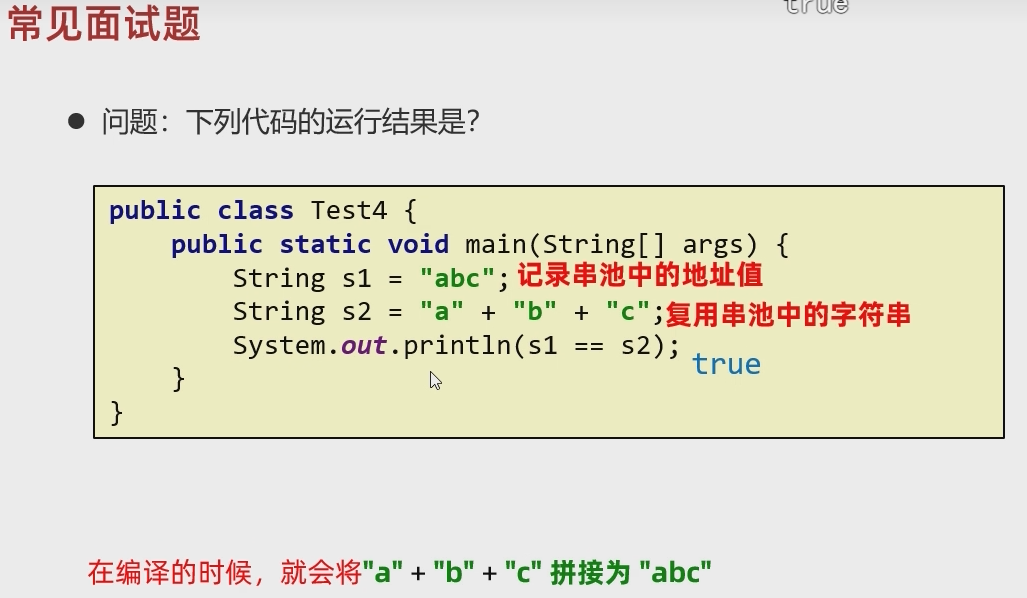 true
常见面试题
● 问题：下列代码的运行结果是？
public class Test4 {
public static void main(String[] args) {
String s1 = "abc"; 记录串池中的地址值
String s2 = "a" + "b" + "c";复用串池中的字符串
System.out.println(s1 == s2);
true
}
}
在编译的时候，就会将"a" + "b" + "c" 拼接为 "abc"